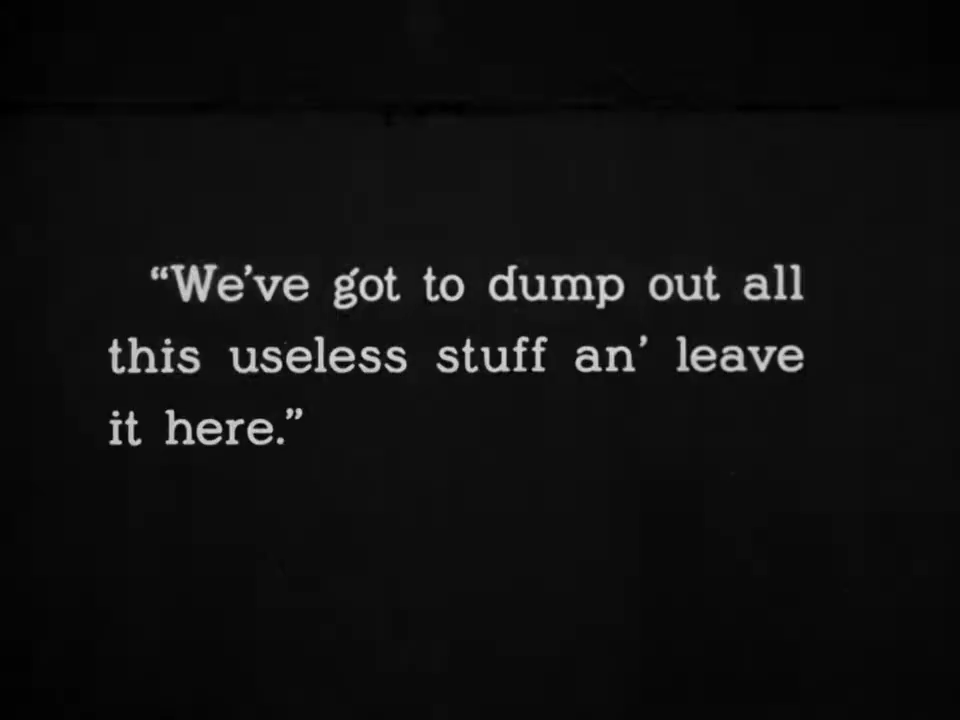 “We’ve got to dump out all
this useless stuff an’ leave
it here.”